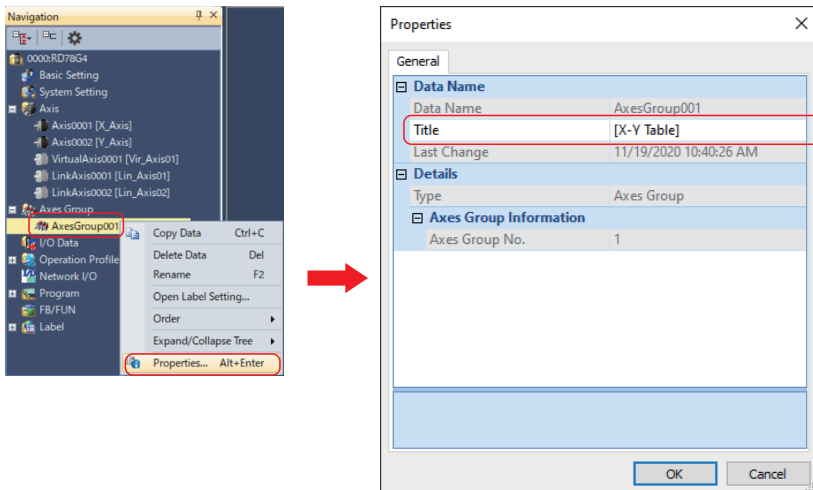 Navigation
0000:RD78G4
Basic Setting
System Setting
Axis
Axis0001 [X_Axis]
Axis0002 [Y_Axis]
VirtualAxis0001 [Vir_Axis01]
LinkAxis0001 [Lin_Axis01]
LinkAxis0002 [Lin_Axis02]
Axes Group
AxesGroup001
I/O Data
Operation Profile
Network I/O
Program
FB/FUN
Label
Copy Data Ctrl+C
Delete Data Del
Rename F2
Open Label Setting...
Order
Expand/Collapse Tree
Properties... Alt+Enter
Properties
General
Data Name
Data Name AxesGroup001
Title [X-Y Table]
Last Change 11/19/2020 10:40:26 AM
Details
Type Axes Group
Axes Group Information
Axes Group No. 1
OK Cancel